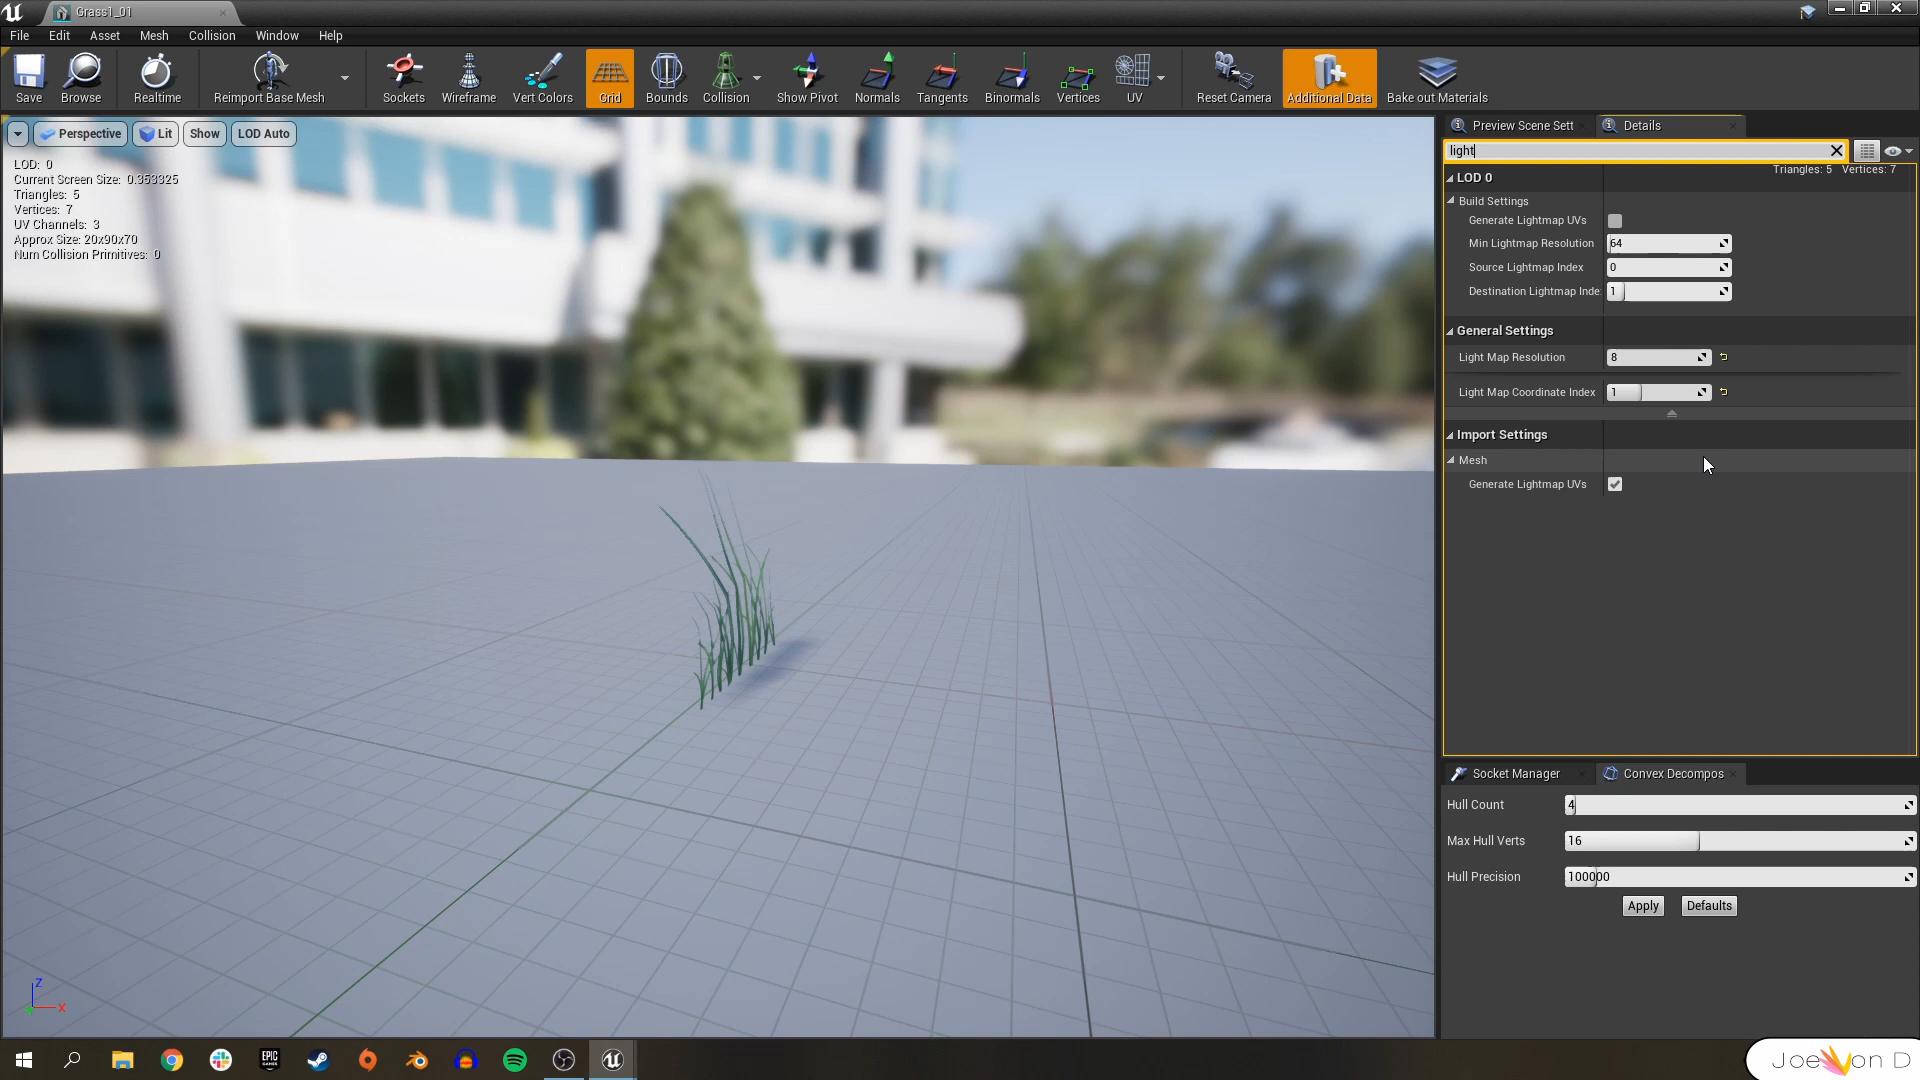 Grass1_01
File Edit Asset Mesh Collision Window Help
Save Browse Realtime Reimport Base Mesh Sockets Wireframe Vert Colors Grid Bounds Collision Show Pivot Normals Tangents Binormals Vertices UV Reset Camera Additional Data Bake out Materials
Perspective Lit Show LOD Auto
LOD: 0
Current Screen Size: 0.353325
Triangles: 5
Vertices: 7
UV Channels: 3
Approx Size: 20x90x70
Num Collision Primitives: 0
Z
X
Preview Scene Sett Details
light
Triangles: 5 Vertices: 7
LOD 0
Build Settings
Generate Lightmap UVs
Min Lightmap Resolution 64
Source Lightmap Index 0
Destination Lightmap Inde 1
General Settings
Light Map Resolution 8
Light Map Coordinate Index 1
Import Settings
Mesh
Generate Lightmap UVs
Socket Manager Convex Decompos
Hull Count 4
Max Hull Verts 16
Hull Precision 100000
Apply Defaults
EPIC
GAMES
Joe Von D